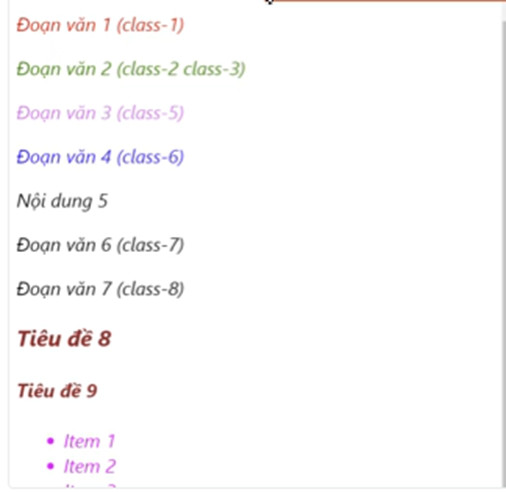 Đoạn văn 1 (class-1)
Đoạn văn 2 (class-2 class-3)
Đoạn văn 3 (class-5)
Đoạn văn 4 (class-6)
Nội dung 5
Đoạn văn 6 (class-7)
Đoạn văn 7 (class-8)
Tiêu đề 8
Tiêu đề 9
• Item 1
• Item 2